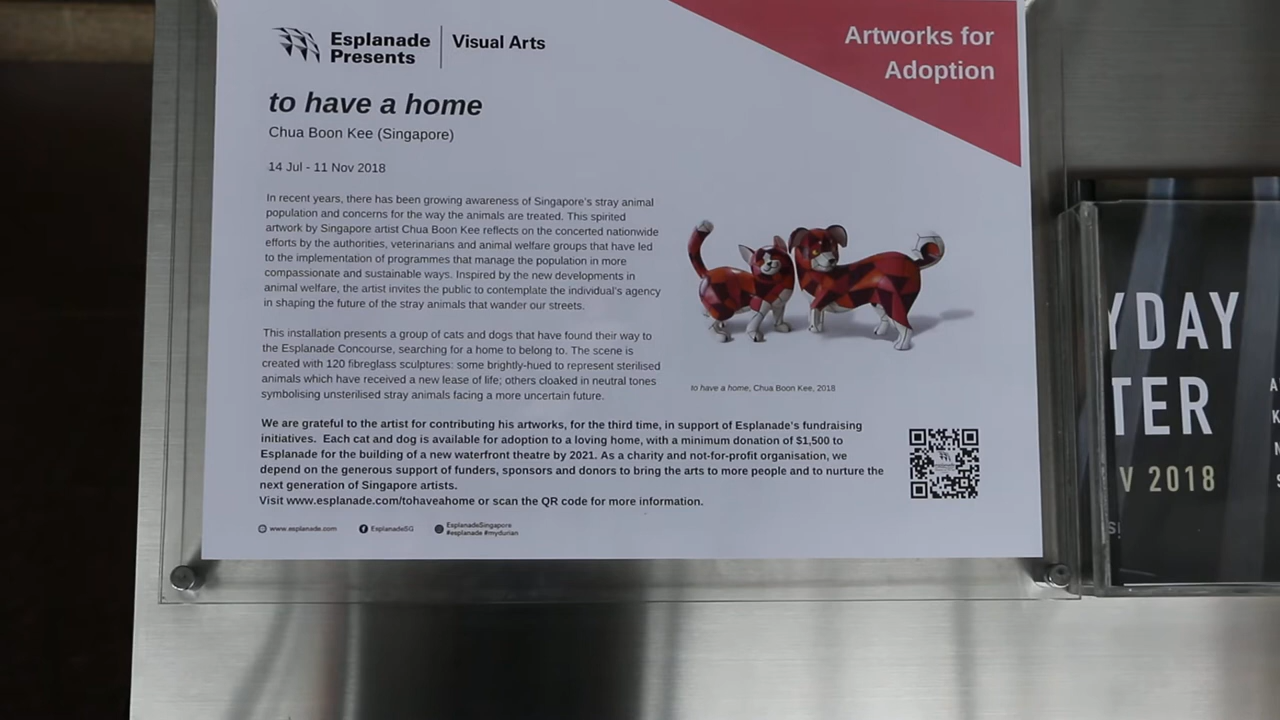 Esplanade
Presents
Visual Arts
Artworks for
Adoption
to have a home
Chua Boon Kee (Singapore)
14 Jul - 11 Nov 2018
In recent years, there has been growing awareness of Singapore's stray animal
population and concerns for the way the animals are treated. This spirited
artwork by Singapore artist Chua Boon Kee reflects on the concerted nationwide
efforts by the authorities, veterinarians and animal welfare groups that have led
to the implementation of programmes that manage the population in more
compassionate and sustainable ways. Inspired by the new developments in
animal welfare, the artist invites the public to contemplate the individual's agency
in shaping the future of the stray animals that wander our streets.
This installation presents a group of cats and dogs that have found their way to
the Esplanade Concourse, searching for a home to belong to. The scene is
created with 120 fibreglass sculptures: some brightly-hued to represent sterilised
animals which have received a new lease of life; others cloaked in neutral tones
symbolising unsterilised stray animals facing a more uncertain future.
to have a home, Chua Boon Kee, 2018
We are grateful to the artist for contributing his artworks, for the third time, in support of Esplanade's fundraising
initiatives. Each cat and dog is available for adoption to a loving home, with a minimum donation of $1,500 to
Esplanade for the building of a new waterfront theatre by 2021. As a charity and not-for-profit organisation, we
depend on the generous support of funders, sponsors and donors to bring the arts to more people and to nurture the
next generation of Singapore artists.
Visit www.esplanade.com/tohaveahome or scan the QR code for more information.
www.esplanade.com
EsplanadeSG
EsplanadeSingapore
#esplanade #mydurian
YDAY
TER
V 2018